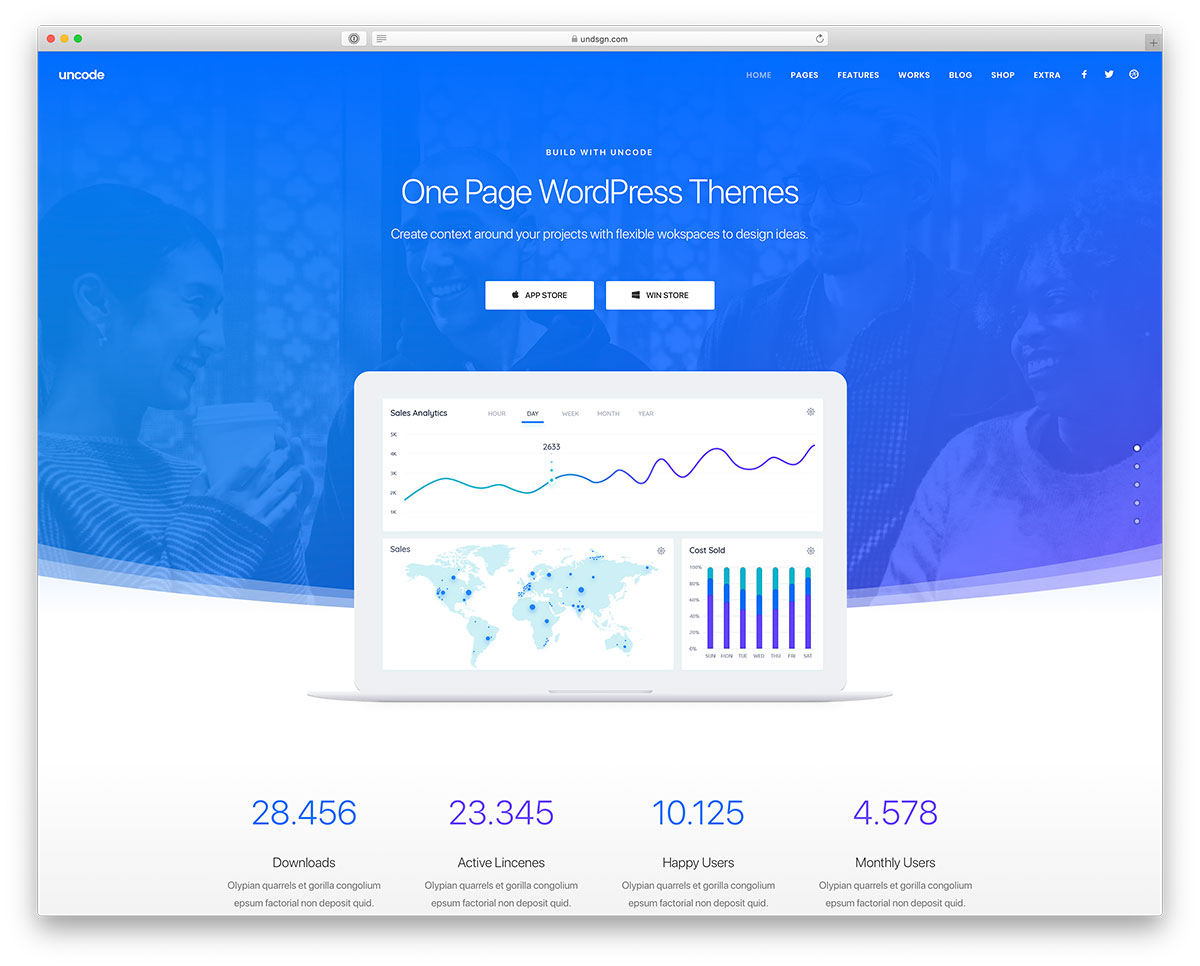 undsgn.com
uncode
HOME PAGES FEATURES WORKS BLOG SHOP EXTRA
BUILD WITH UNCODE
One Page WordPress Themes
Create context around your projects with flexible wokspaces to design ideas.
APP STORE WIN STORE
Sales Analytics HOUR DAY WEEK MONTH YEAR
5K
2633
4K
3K
2K
1K
Sales
Cost Sold
100%
80%
60%
40%
20%
0%
SUN MON TUE WED THU FRI SAT
28.456 23.345 10.125 4.578
Downloads Active Lincenes Happy Users Monthly Users
Olypian quarrels et gorilla congolium Olypian quarrels et gorilla congolium Olypian quarrels et gorilla congolium Olypian quarrels et gorilla congolium
epsum factorial non deposit quid. epsum factorial non deposit quid. epsum factorial non deposit quid. epsum factorial non deposit quid.